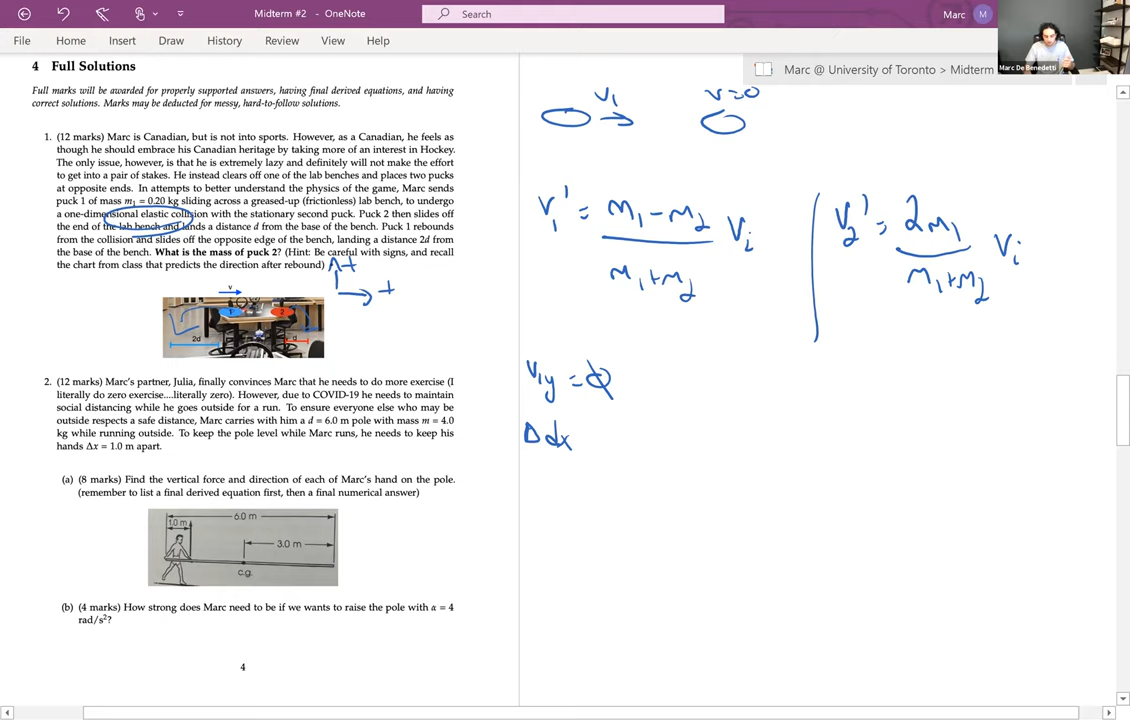 Midterm #2 - OneNote
Search
Marc
M
File Home Insert Draw History Review Help
Marc De Benedetti
Marc @ University of Toronto > Midterm
4 Full Solutions
Full marks will be awarded for properly supported answers, having final derived equations, and having
correct solutions. Marks may be deducted for messy, hard-to-follow solutions.
1. (12 marks) Marc is Canadian, but is not into sports. However, as a Canadian, he feels as
though he should embrace his Canadian heritage by taking more of an interest in Hockey.
The only issue, however, is that he is extremely lazy and definitely will not make the effort
to get into a pair of stakes. He instead clears off one of the lab benches and places two pucks
at opposite ends. In attempts to better understand the physics of the game, Marc sends
puck 1 of mass m₁ = 0.20 kg sliding across a greased-up (frictionless) lab bench, to undergo
a one-dimensional elastic collision with the stationary second puck. Puck 2 then slides off
the end of the lab bench and lands a distance d from the base of the bench. Puck 1 rebounds
from the collision and slides off the opposite edge of the bench, landing a distance 2d from
the base of the bench. What is the mass of puck 2? (Hint: Be careful with signs, and recall
the chart from class that predicts the direction after rebound)
+
+
v
1 2
2d d
2. (12 marks) Marc's partner, Julia, finally convinces Marc that he needs to do more exercise (I
literally do zero exercise....literally zero). However, due to COVID-19 he needs to maintain
social distancing while he goes outside for a run. To ensure everyone else who may be
outside respects a safe distance, Marc carries with him a d = 6.0 m pole with mass m = 4.0
kg while running outside. To keep the pole level while Marc runs, he needs to keep his
hands Δx = 1.0 m apart.
(a) (8 marks) Find the vertical force and direction of each of Marc's hand on the pole.
(remember to list a final derived equation first, then a final numerical answer)
6.0 m
1.0 m
3.0 m
c.g.
(b) (4 marks) How strong does Marc need to be if we wants to raise the pole with α = 4
rad/s²?
4
v₁ v=0
v₁' = m₁ - m₂ / m₁+m₂ vᵢ
v₂' = 2m₁ / m₁+m₂ vᵢ
v₁y = 0
Δdx